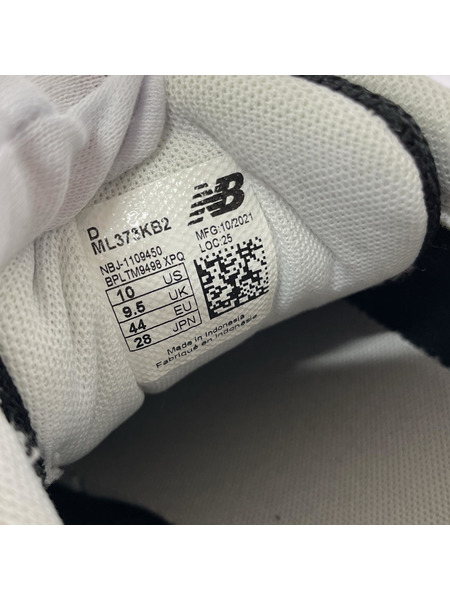 D
ML373KB2
NBJ-1109450
BPLTM9498 XPQ
10 US
9.5 UK
44 EU
28 JPN
NB
MFG:10/2021
LOC:25
Made in Indonesia
Fabriqué en Indonésie